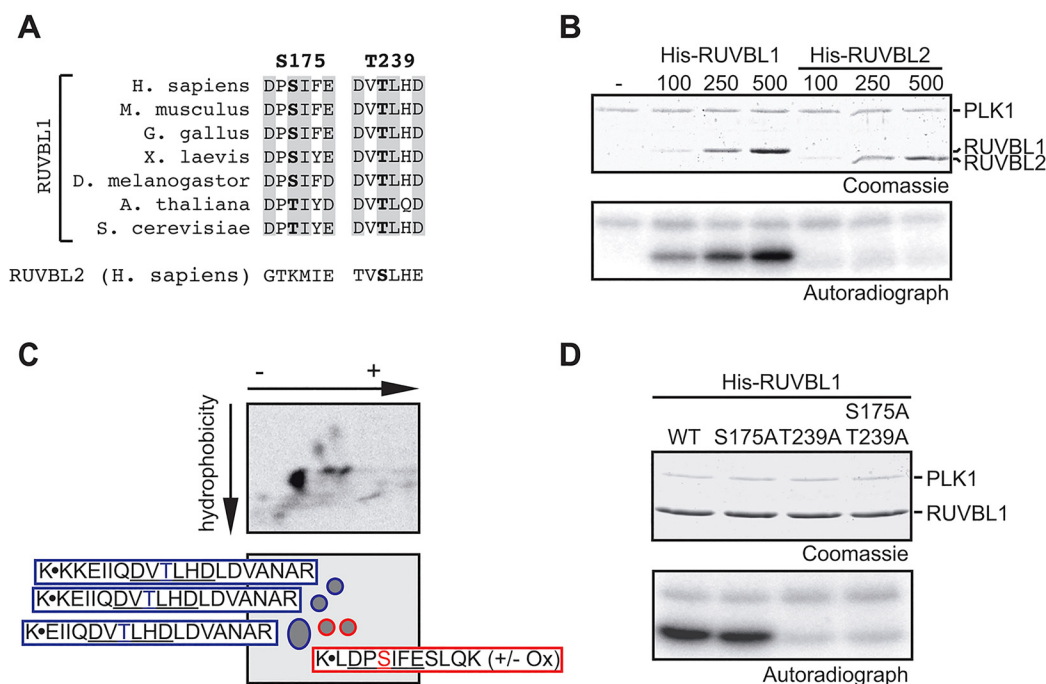 A
S175 T239
RUVBL1
H. sapiens DPSIFE DVTLHD
M. musculus DPSIFE DVTLHD
G. gallus DPSIFE DVTLHD
X. laevis DPSIYE DVTLHD
D. melanogastor DPSIFD DVTLHD
A. thaliana DPTIYD DVTLQD
S. cerevisiae DPTIYE DVTLHD
RUVBL2 (H. sapiens) GTKMIE TVSLHE
B
His-RUVBL1 His-RUVBL2
- 100 250 500 100 250 500
PLK1
RUVBL1
RUVBL2
Coomassie
Autoradiograph
C
- +
hydrophobicity
K•KKEIIQDVTLHDLDVANAR
K•KEIIQDVTLHDLDVANAR
K•EIIQDVTLHDLDVANAR
K•LDPSIFESLQK (+/- Ox)
D
His-RUVBL1
S175A
WT S175A T239A T239A
PLK1
RUVBL1
Coomassie
Autoradiograph